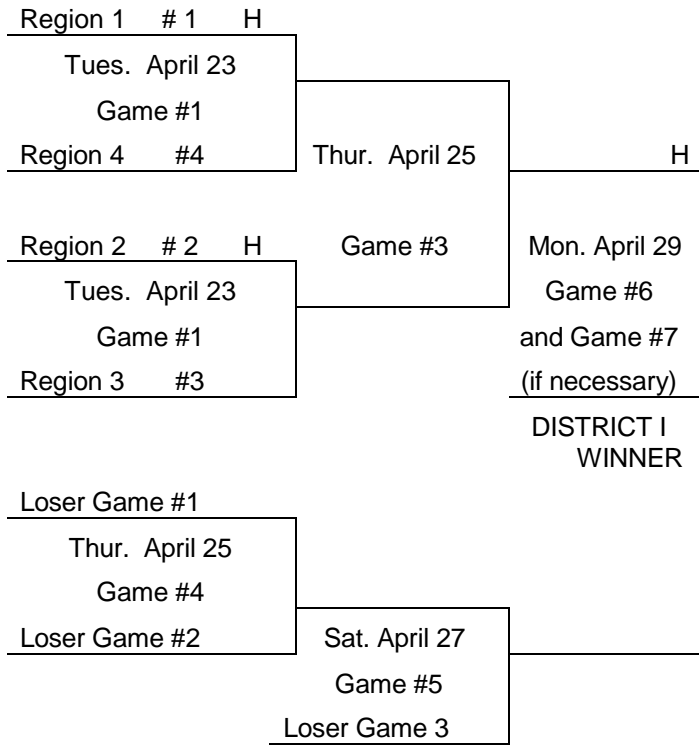 Region 1 # 1 H
Tues. April 23
Game #1
Region 4 #4
Thur. April 25
H
Region 2 # 2 H
Game #3
Mon. April 29
Tues. April 23
Game #6
Game #1
and Game #7
Region 3 #3
(if necessary)
DISTRICT I
WINNER
Loser Game #1
Thur. April 25
Game #4
Loser Game #2
Sat. April 27
Game #5
Loser Game 3